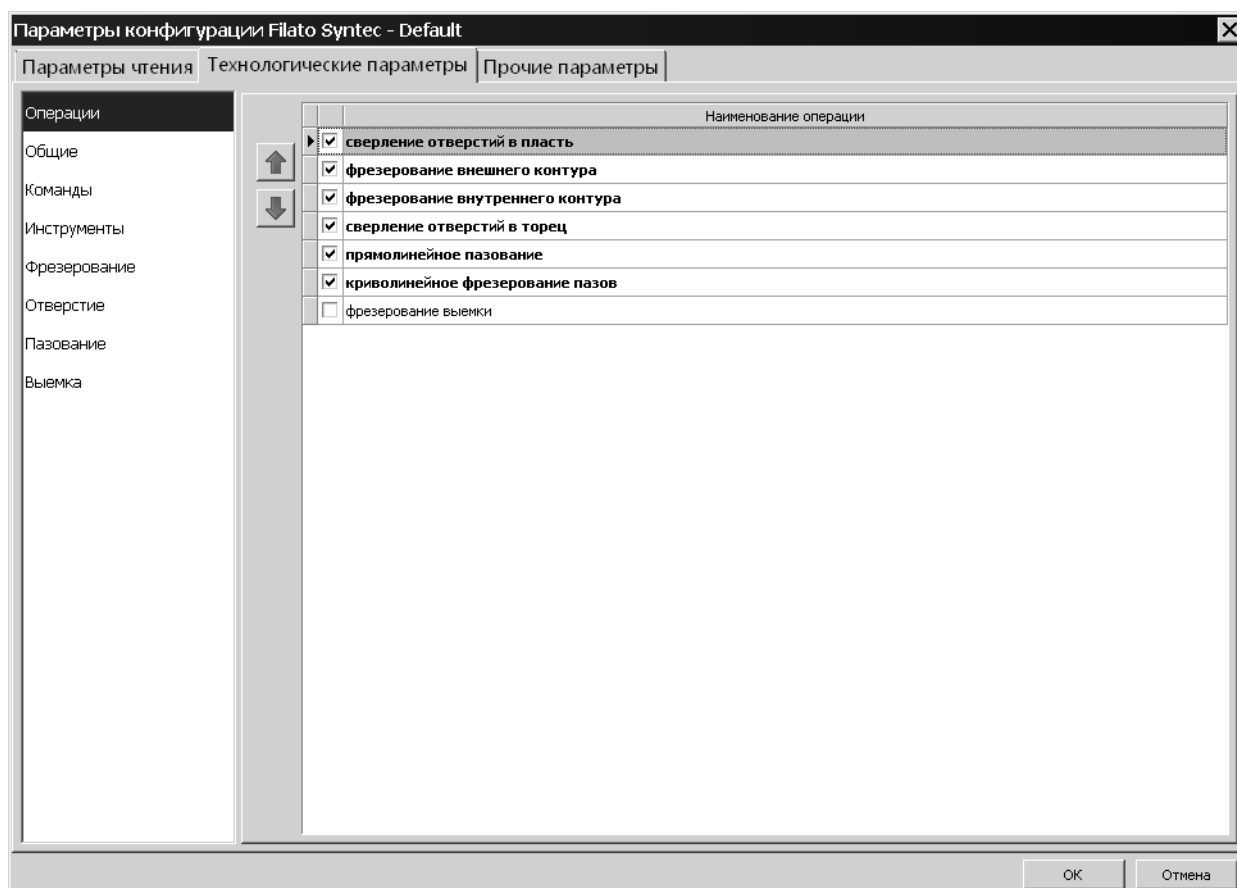 Параметры конфигурации Filato Syntec - Default
Параметры чтения Технологические параметры Прочие параметры
Операции
Общие
Команды
Инструменты
Фрезерование
Отверстие
Пазование
Выемка
Наименование операции
сверление отверстий в пласть
фрезерование внешнего контура
фрезерование внутреннего контура
сверление отверстий в торец
прямолинейное пазование
криволинейное фрезерование пазов
фрезерование выемки
OK Отмена